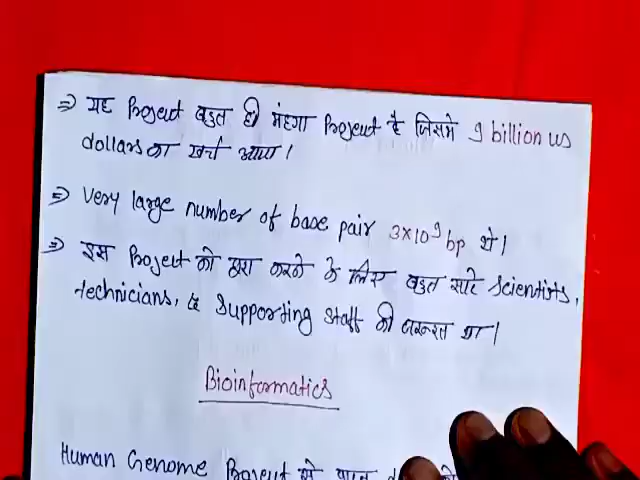 ⇒ यह Project बहुत ही मंहगा Project है जिसमे 9 billion us
dollars का खर्चा आया।
⇒ Very large number of base pair 3×10⁹ bp थे।
⇒ इस Project को द्वारा करने के लिए बहुत सारे scientists,
technicians, & Supporting staff की जरूरत था।
Bioinformatics
Human Genome Project से प्राप्त